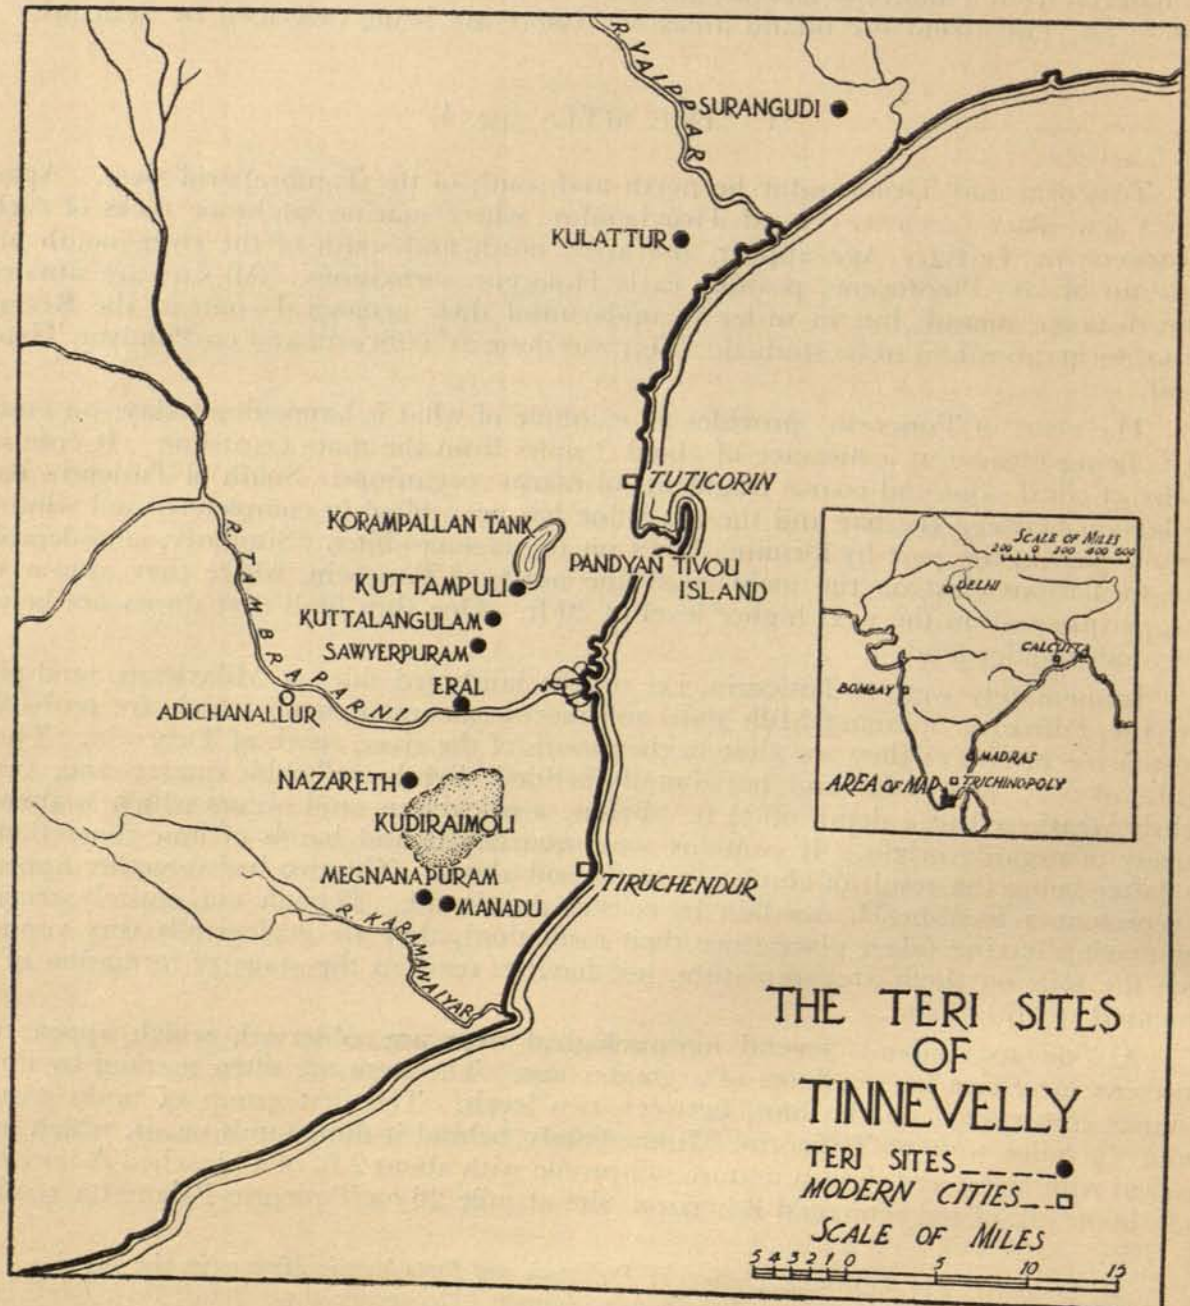 R. VAIPPAR
SURANGUDI
KULATTUR
TUTICORIN
KORAMPALLAN TANK
PANDYAN TIVOU
ISLAND
KUTTAMPULI
KUTTALANGULAM
SAWYERPURAM
R. TAMBRAPARNI
ERAL
ADICHANALLUR
NAZARETH
KUDIRAIMOLI
MEGNANAPURAM
MANADU
TIRUCHENDUR
R. KARAMANAIYAR
SCALE OF MILES
200 0 200 400 600
DELHI
CALCUTTA
BOMBAY
MADRAS
AREA OF MAP
TRICHINOPOLY
THE TERI SITES
OF
TINNEVELLY
TERI SITES
MODERN CITIES
SCALE OF MILES
5 4 3 2 1 0 5 10 15